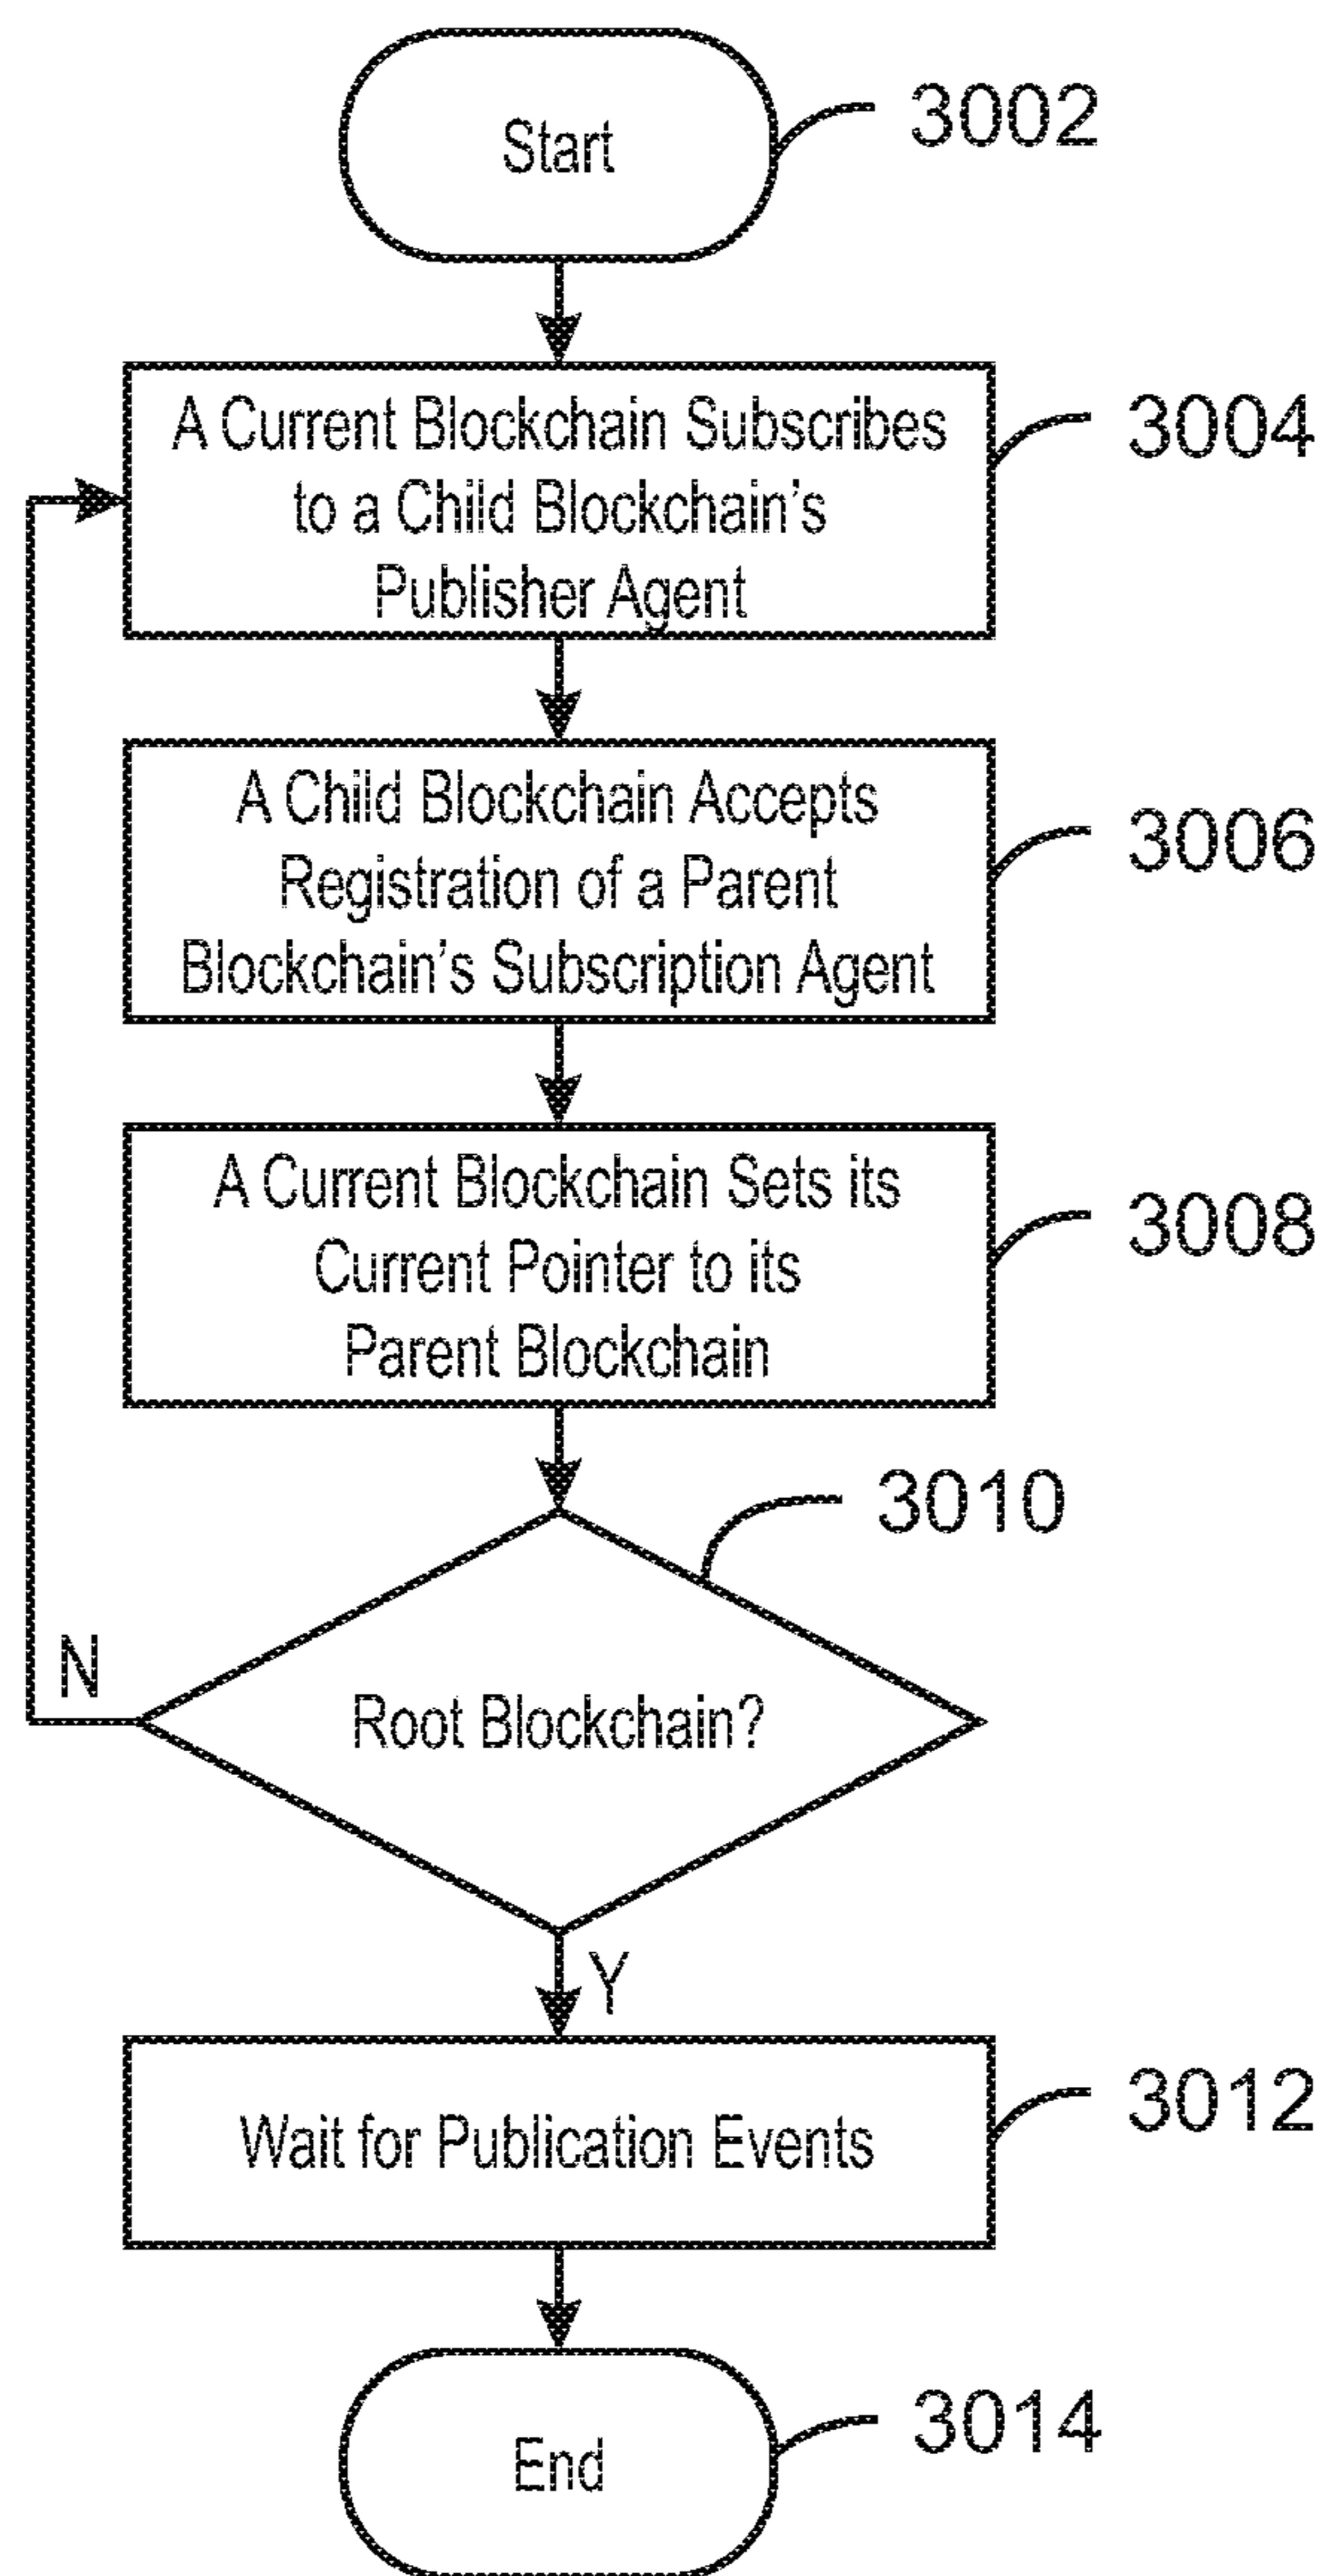 Start
3002
A Current Blockchain Subscribes
to a Child Blockchain's
Publisher Agent
3004
A Child Blockchain Accepts
Registration of a Parent
Blockchain's Subscription Agent
3006
A Current Blockchain Sets its
Current Pointer to its
Parent Blockchain
3008
3010
N
Root Blockchain?
Y
Wait for Publication Events
3012
End
3014